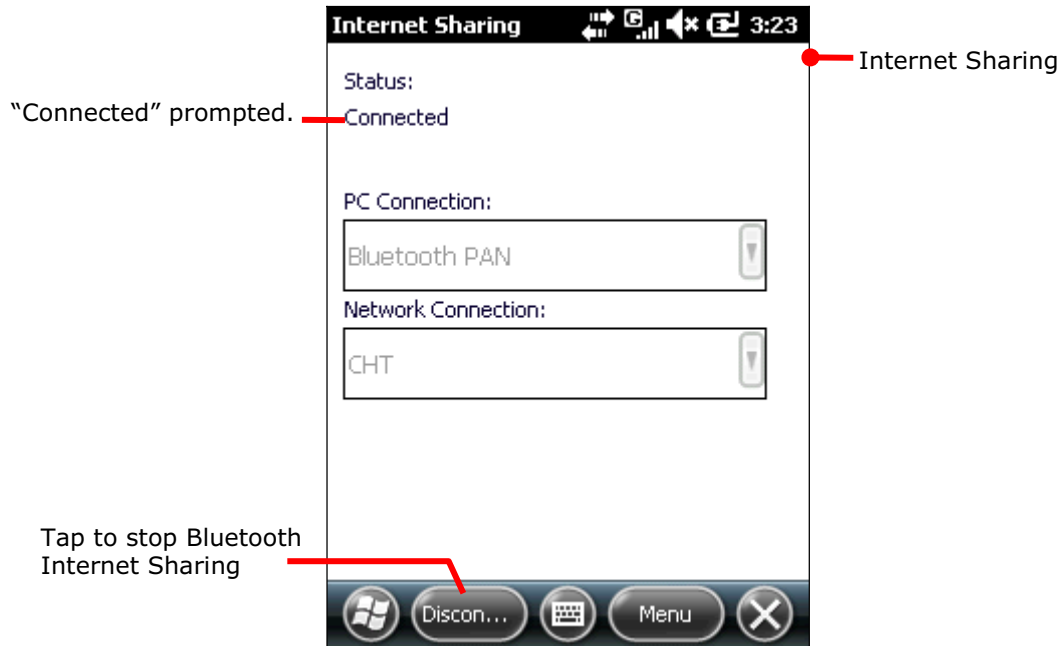 Internet Sharing 3:23
Internet Sharing
Status:
“Connected” prompted.
Connected
PC Connection:
Bluetooth PAN
Network Connection:
CHT
Tap to stop Bluetooth
Internet Sharing
Discon... Menu